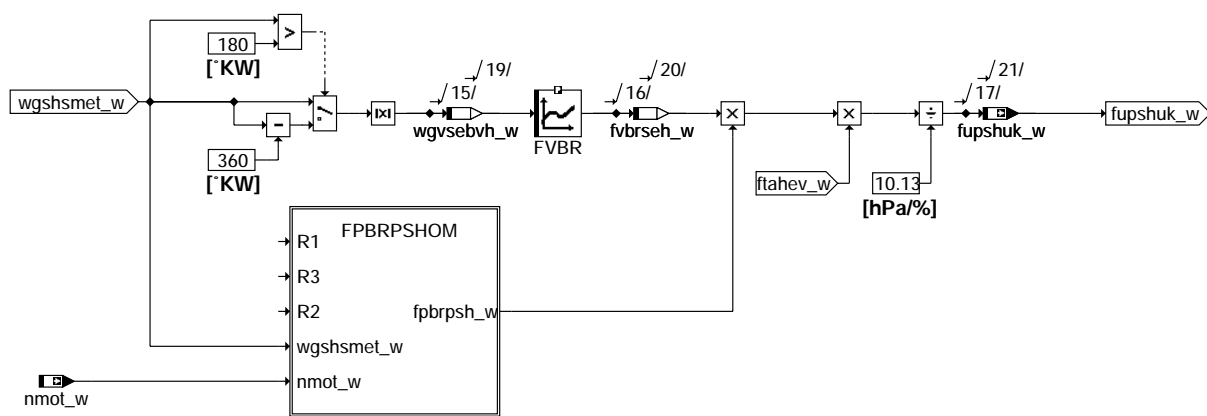 180
>
[°KW]
19/
20/
21/
15/
16/
17/
wgshsmet_w
|x|
wgvsebvh_w
FVBR
fvbrseh_w
×
×
÷
fupshuk_w
fupshuk_w
-
360
[°KW]
ftahev_w
10.13
[hPa/%]
FPBRPSHOM
R1
R3
R2
fpbrpsh_w
wgshsmet_w
nmot_w
nmot_w